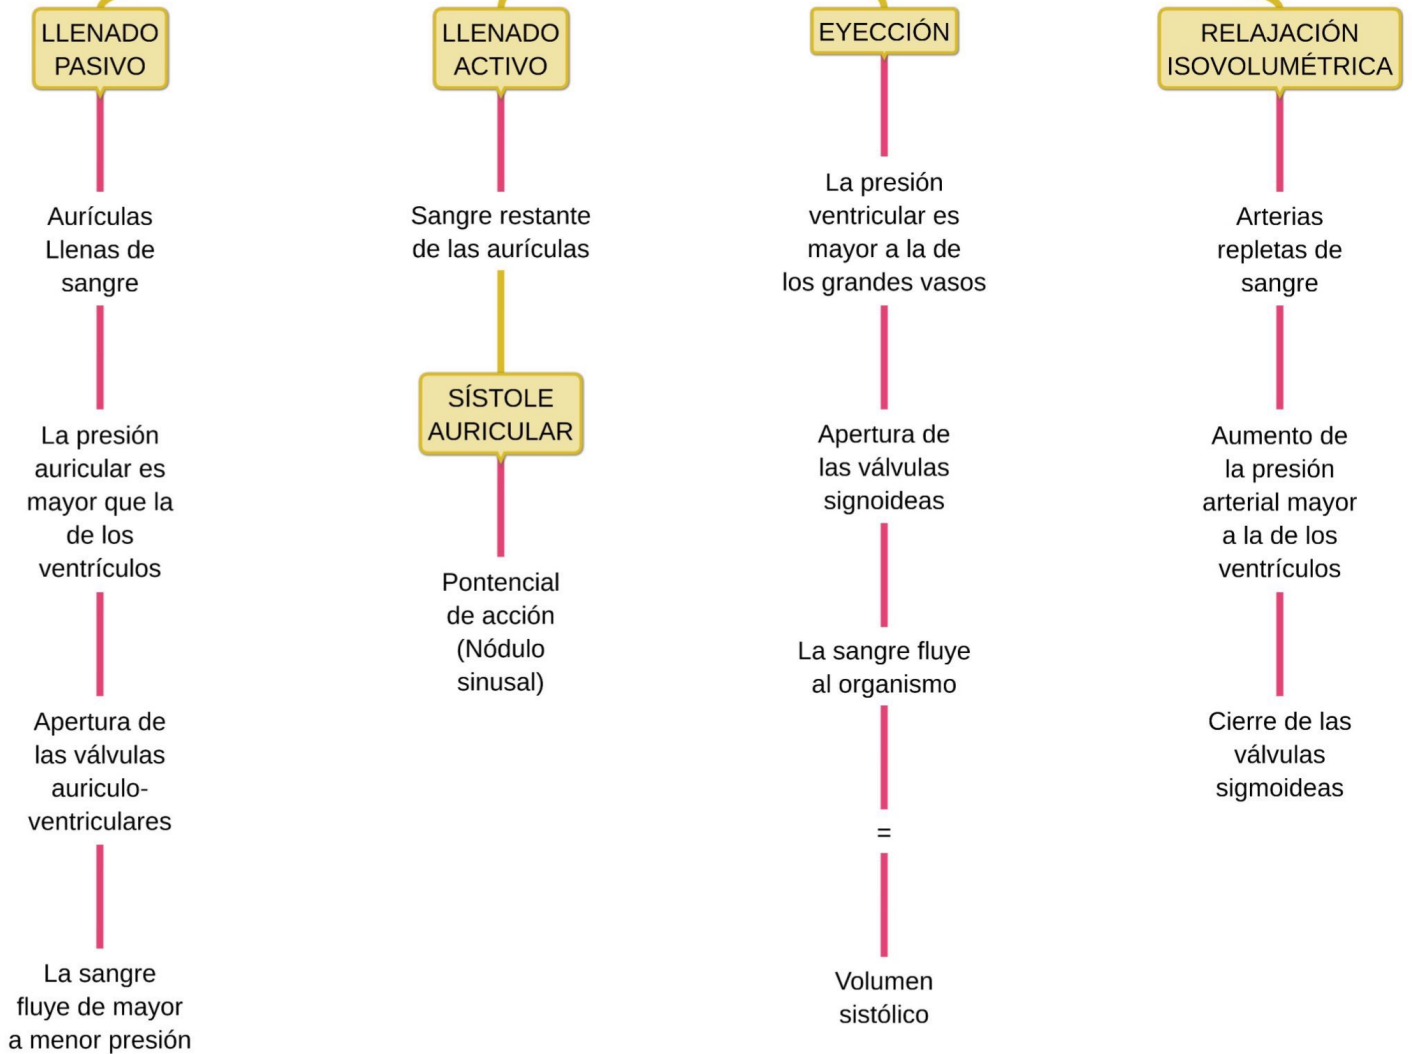 LLENADO
PASIVO
Aurículas
Llenas de
sangre
La presión
auricular es
mayor que la
de los
ventrículos
Apertura de
las válvulas
auriculo-
ventriculares
La sangre
fluye de mayor
a menor presión
LLENADO
ACTIVO
Sangre restante
de las aurículas
SÍSTOLE
AURICULAR
Pontencial
de acción
(Nódulo
sinusal)
EYECCIÓN
La presión
ventricular es
mayor a la de
los grandes vasos
Apertura de
las válvulas
signoideas
La sangre fluye
al organismo
=
Volumen
sistólico
RELAJACIÓN
ISOVOLUMÉTRICA
Arterias
repletas de
sangre
Aumento de
la presión
arterial mayor
a la de los
ventrículos
Cierre de las
válvulas
sigmoideas